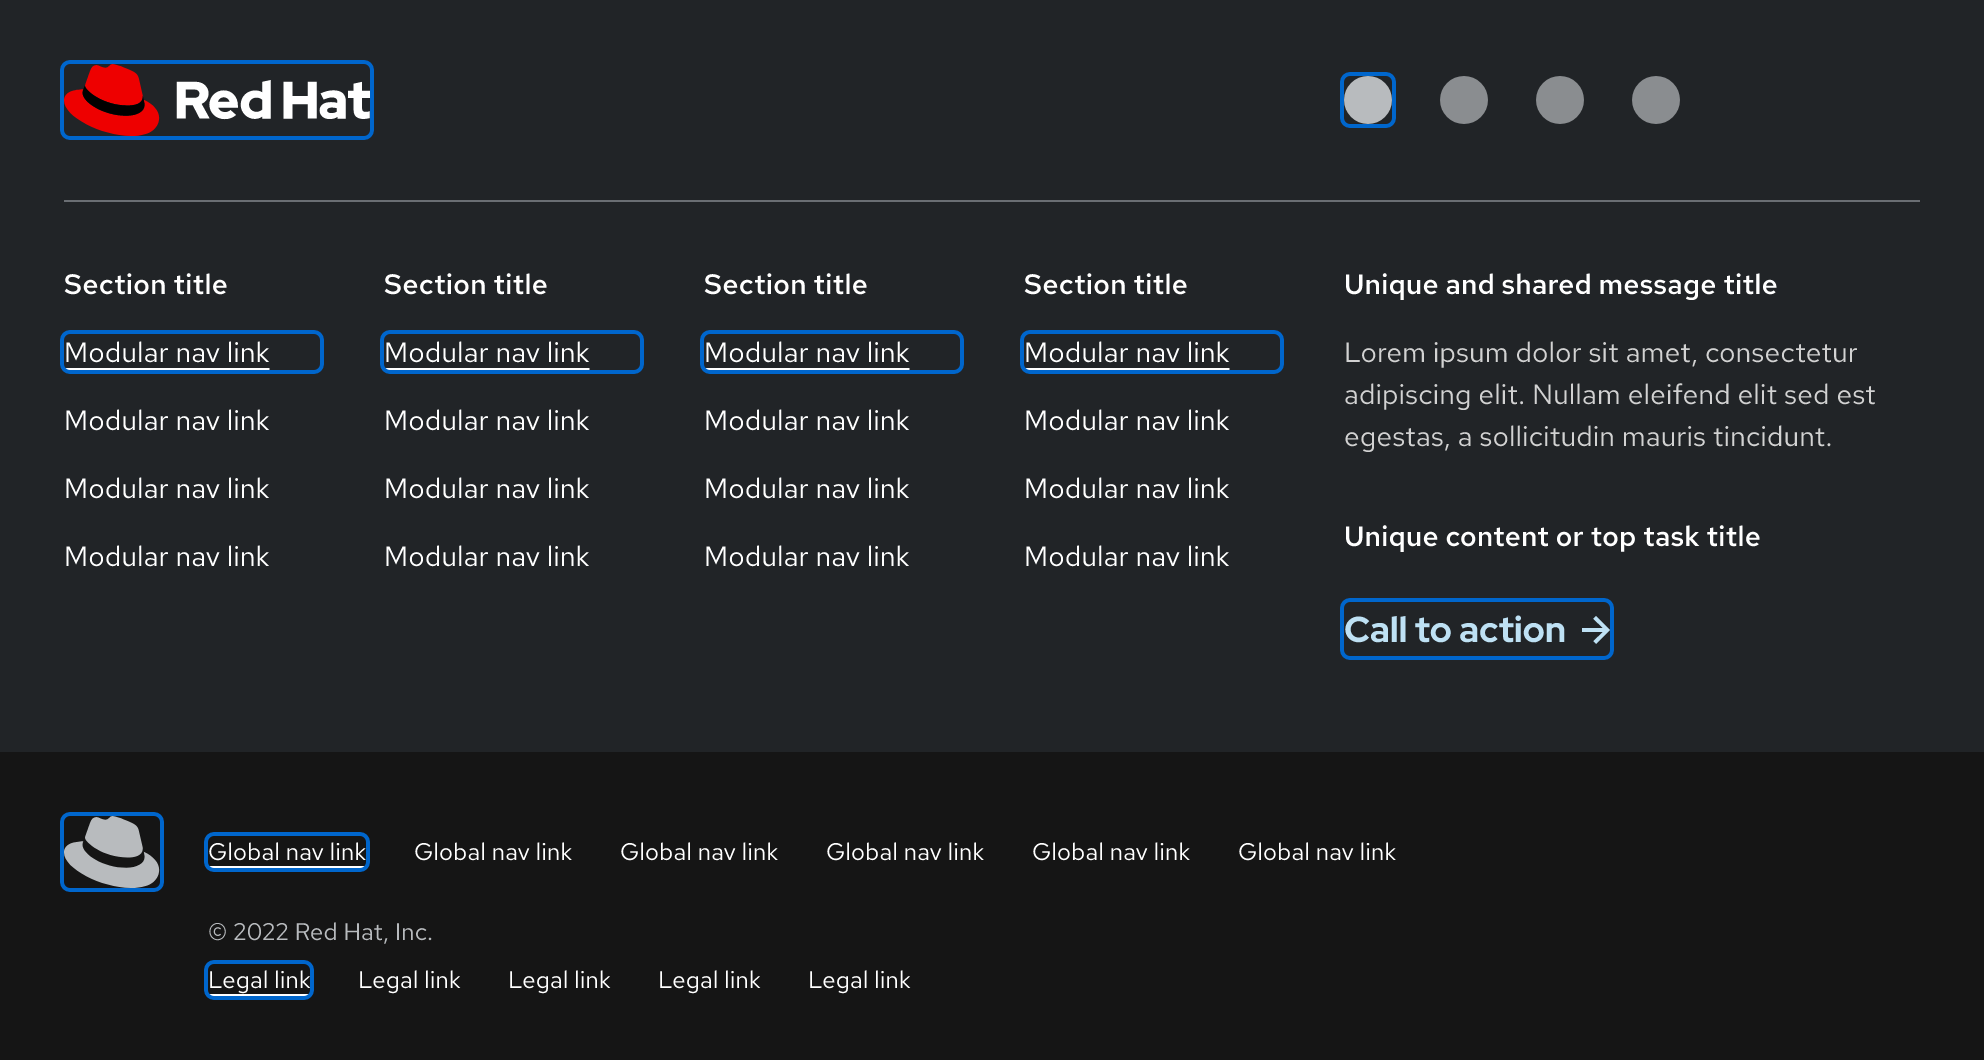 Red Hat
Section title
Modular nav link
Modular nav link
Modular nav link
Modular nav link
Section title
Modular nav link
Modular nav link
Modular nav link
Modular nav link
Section title
Modular nav link
Modular nav link
Modular nav link
Modular nav link
Section title
Modular nav link
Modular nav link
Modular nav link
Modular nav link
Unique and shared message title
Lorem ipsum dolor sit amet, consectetur
adipiscing elit. Nullam eleifend elit sed est
egestas, a sollicitudin mauris tincidunt.
Unique content or top task title
Call to action →
Global nav link Global nav link Global nav link Global nav link Global nav link Global nav link
© 2022 Red Hat, Inc.
Legal link Legal link Legal link Legal link Legal link